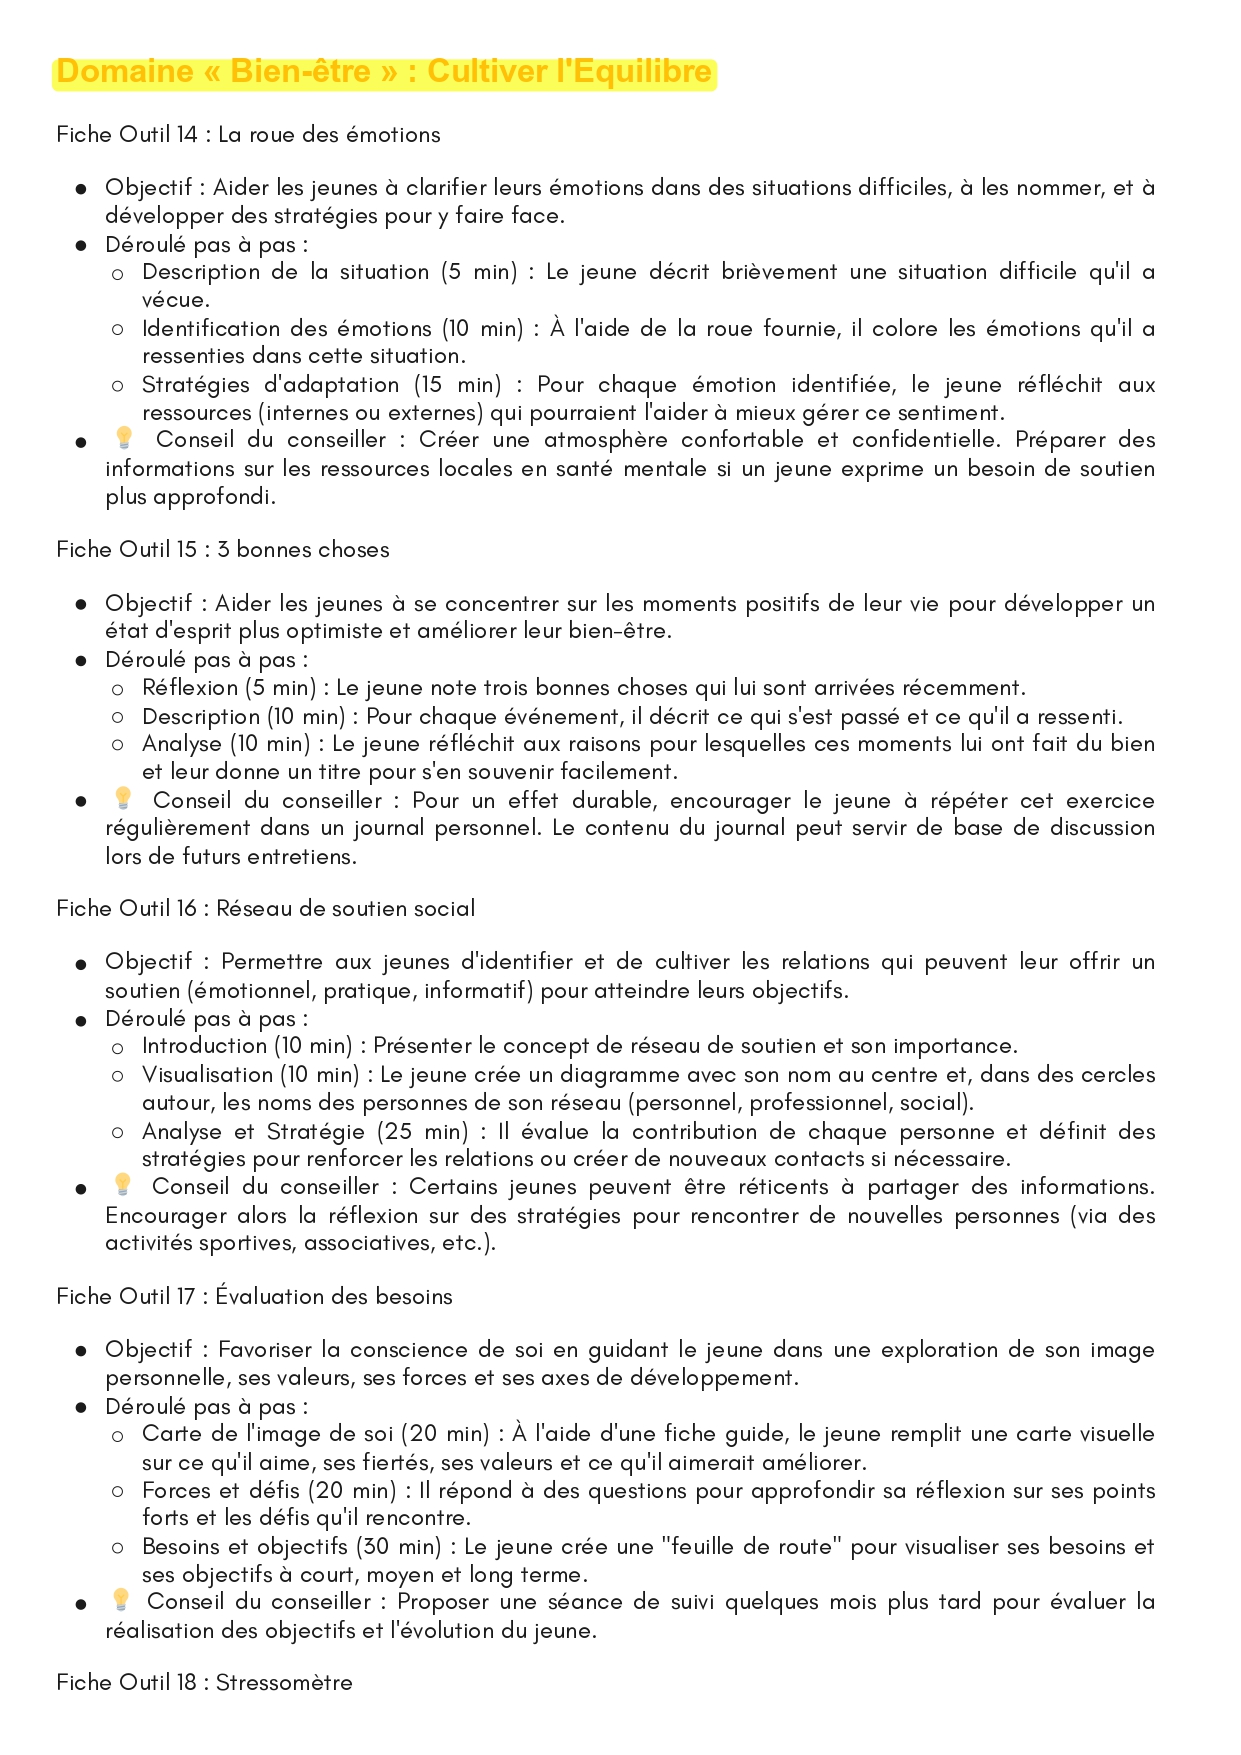 Domaine « Bien-être » : Cultiver l'Equilibre
Fiche Outil 14 : La roue des émotions
● Objectif : Aider les jeunes à clarifier leurs émotions dans des situations difficiles, à les nommer, et à
développer des stratégies pour y faire face.
● Déroulé pas à pas :
○ Description de la situation (5 min) : Le jeune décrit brièvement une situation difficile qu'il a
vécue.
○ Identification des émotions (10 min) : À l'aide de la roue fournie, il colore les émotions qu'il a
ressenties dans cette situation.
○ Stratégies d'adaptation (15 min) : Pour chaque émotion identifiée, le jeune réfléchit aux
ressources (internes ou externes) qui pourraient l'aider à mieux gérer ce sentiment.
● 💡 Conseil du conseiller : Créer une atmosphère confortable et confidentielle. Préparer des
informations sur les ressources locales en santé mentale si un jeune exprime un besoin de soutien
plus approfondi.
Fiche Outil 15 : 3 bonnes choses
● Objectif : Aider les jeunes à se concentrer sur les moments positifs de leur vie pour développer un
état d'esprit plus optimiste et améliorer leur bien-être.
● Déroulé pas à pas :
○ Réflexion (5 min) : Le jeune note trois bonnes choses qui lui sont arrivées récemment.
○ Description (10 min) : Pour chaque événement, il décrit ce qui s'est passé et ce qu'il a ressenti.
○ Analyse (10 min) : Le jeune réfléchit aux raisons pour lesquelles ces moments lui ont fait du bien
et leur donne un titre pour s'en souvenir facilement.
● 💡 Conseil du conseiller : Pour un effet durable, encourager le jeune à répéter cet exercice
régulièrement dans un journal personnel. Le contenu du journal peut servir de base de discussion
lors de futurs entretiens.
Fiche Outil 16 : Réseau de soutien social
● Objectif : Permettre aux jeunes d'identifier et de cultiver les relations qui peuvent leur offrir un
soutien (émotionnel, pratique, informatif) pour atteindre leurs objectifs.
● Déroulé pas à pas :
○ Introduction (10 min) : Présenter le concept de réseau de soutien et son importance.
○ Visualisation (10 min) : Le jeune crée un diagramme avec son nom au centre et, dans des cercles
autour, les noms des personnes de son réseau (personnel, professionnel, social).
○ Analyse et Stratégie (25 min) : Il évalue la contribution de chaque personne et définit des
stratégies pour renforcer les relations ou créer de nouveaux contacts si nécessaire.
● 💡 Conseil du conseiller : Certains jeunes peuvent être réticents à partager des informations.
Encourager alors la réflexion sur des stratégies pour rencontrer de nouvelles personnes (via des
activités sportives, associatives, etc.).
Fiche Outil 17 : Évaluation des besoins
● Objectif : Favoriser la conscience de soi en guidant le jeune dans une exploration de son image
personnelle, ses valeurs, ses forces et ses axes de développement.
● Déroulé pas à pas :
○ Carte de l'image de soi (20 min) : À l'aide d'une fiche guide, le jeune remplit une carte visuelle
sur ce qu'il aime, ses fiertés, ses valeurs et ce qu'il aimerait améliorer.
○ Forces et défis (20 min) : Il répond à des questions pour approfondir sa réflexion sur ses points
forts et les défis qu'il rencontre.
○ Besoins et objectifs (30 min) : Le jeune crée une "feuille de route" pour visualiser ses besoins et
ses objectifs à court, moyen et long terme.
● 💡 Conseil du conseiller : Proposer une séance de suivi quelques mois plus tard pour évaluer la
réalisation des objectifs et l'évolution du jeune.
Fiche Outil 18 : Stressomètre